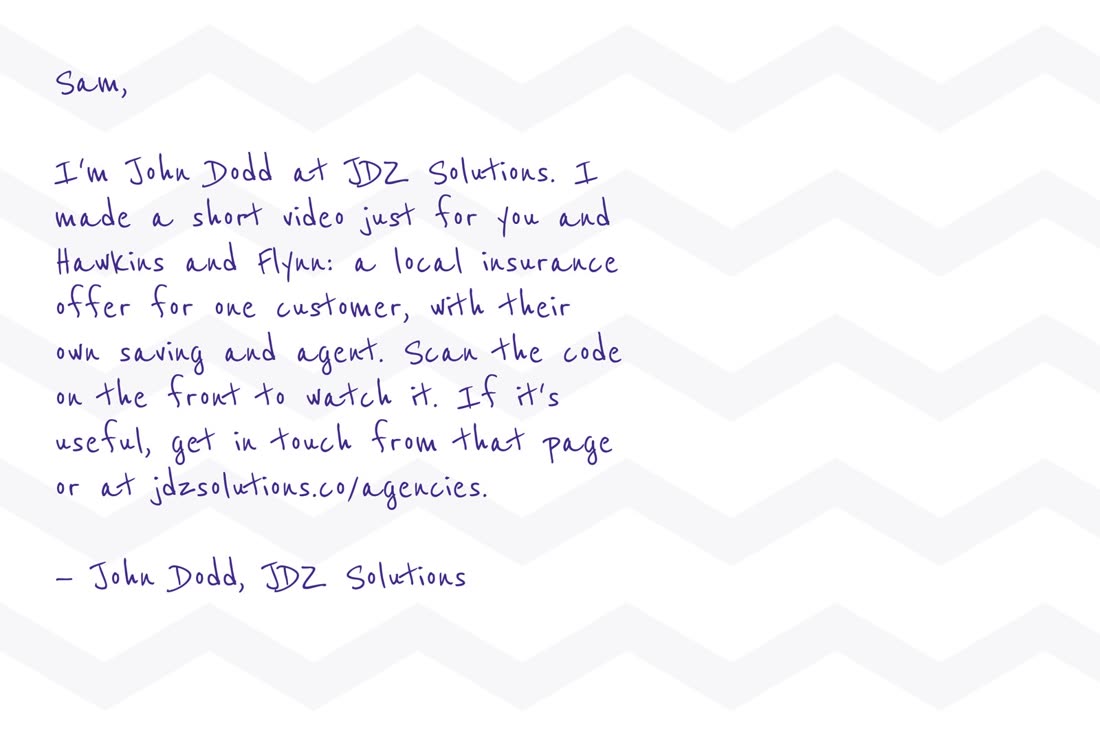 Sam,
I'm John Dodd at JDZ Solutions. I
made a short video just for you and
Hawkins and Flynn: a local insurance
offer for one customer, with their
own saving and agent. Scan the code
on the front to watch it. If it's
useful, get in touch from that page
or at jdzsolutions.co/agencies.
– John Dodd, JDZ Solutions